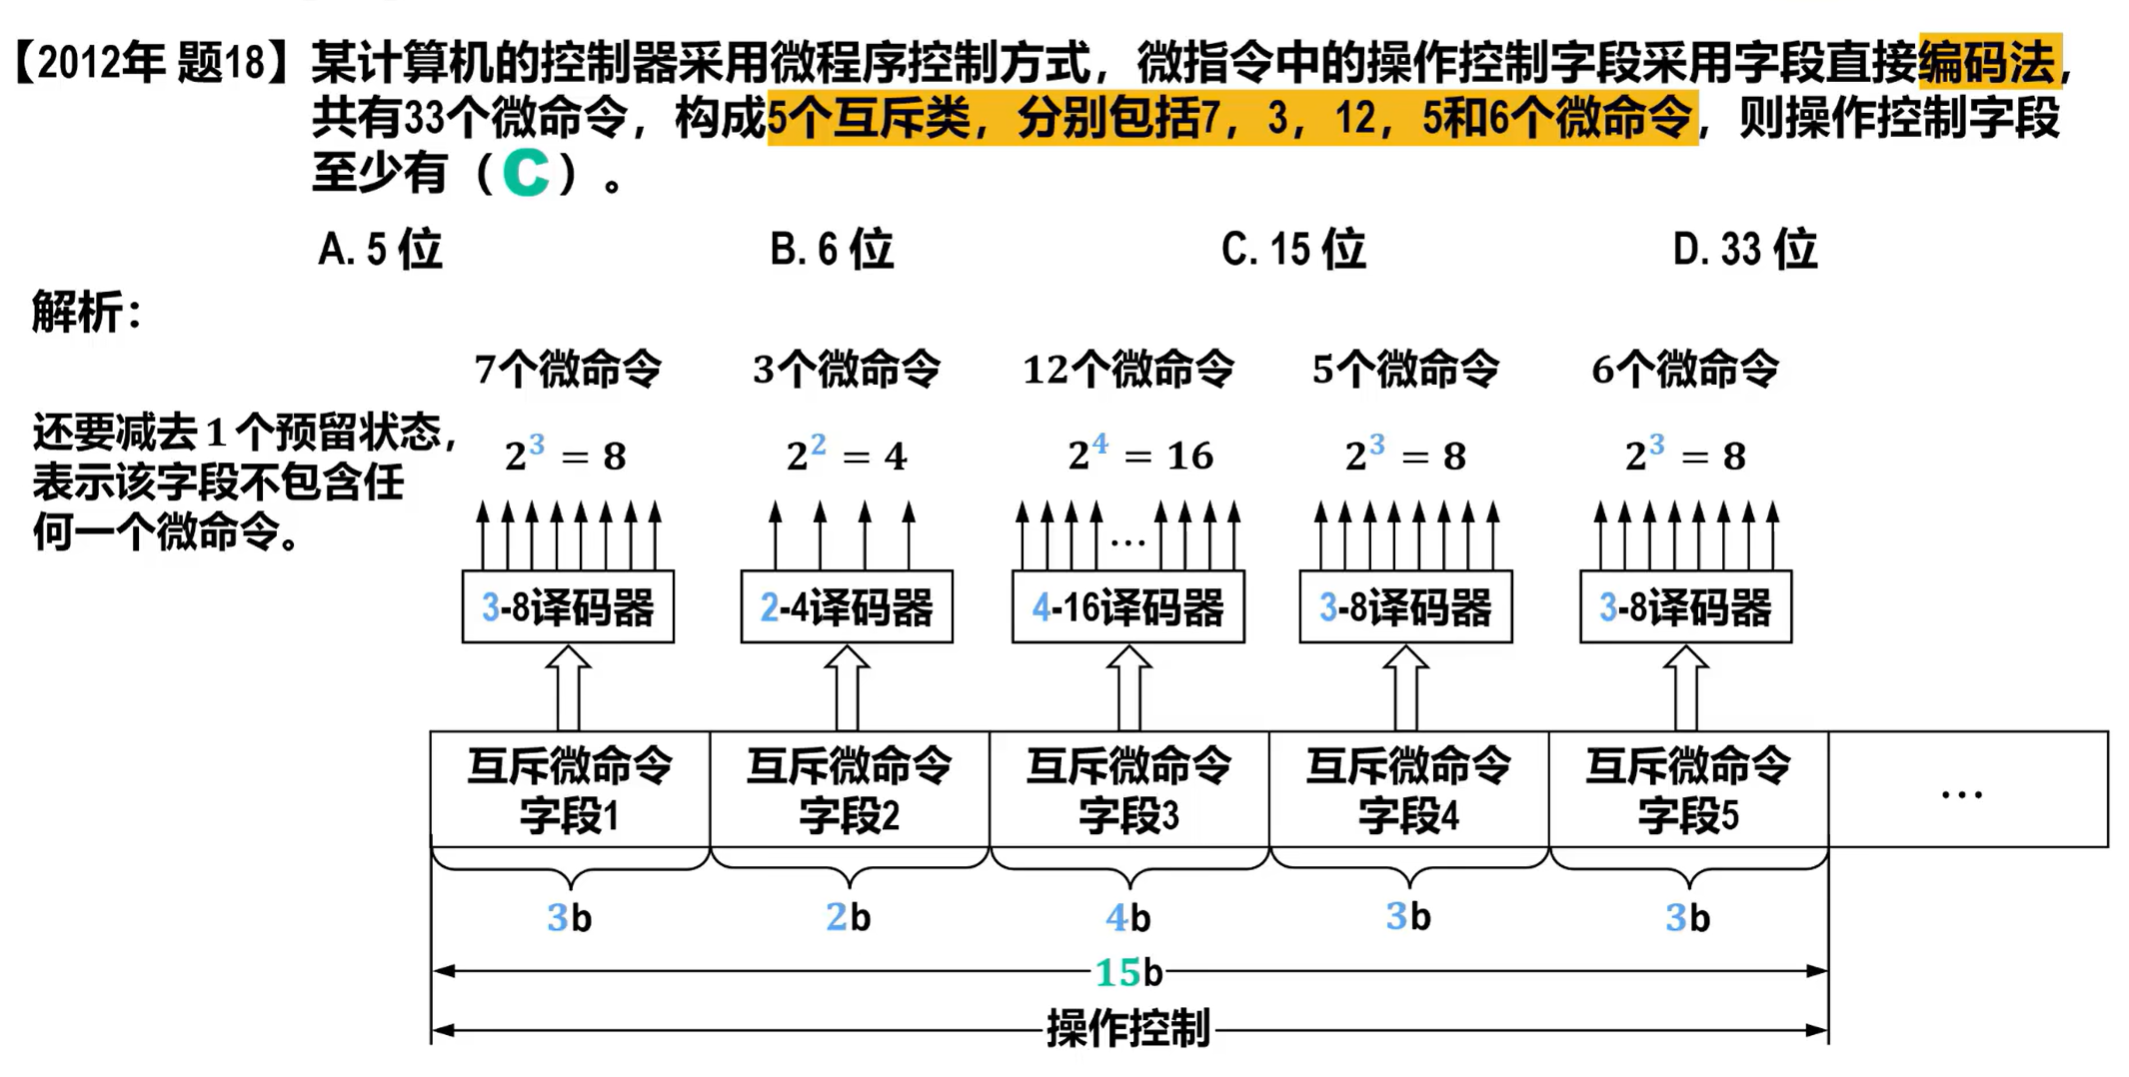 【2012年 题18】某计算机的控制器采用微程序控制方式，微指令中的操作控制字段采用字段直接编码法，
共有33个微命令，构成5个互斥类，分别包括7，3，12，5和6个微命令，则操作控制字段
至少有（C）。
A. 5 位 B. 6 位 C. 15 位 D. 33 位
解析：
7个微命令 3个微命令 12个微命令 5个微命令 6个微命令
还要减去1个预留状态，
表示该字段不包含任
何一个微命令。
2³ = 8 2² = 4 2⁴ = 16 2³ = 8 2³ = 8
...
3-8译码器 2-4译码器 4-16译码器 3-8译码器 3-8译码器
互斥微命令 互斥微命令 互斥微命令 互斥微命令 互斥微命令
字段1 字段2 字段3 字段4 字段5 ...
3b 2b 4b 3b 3b
15b
操作控制